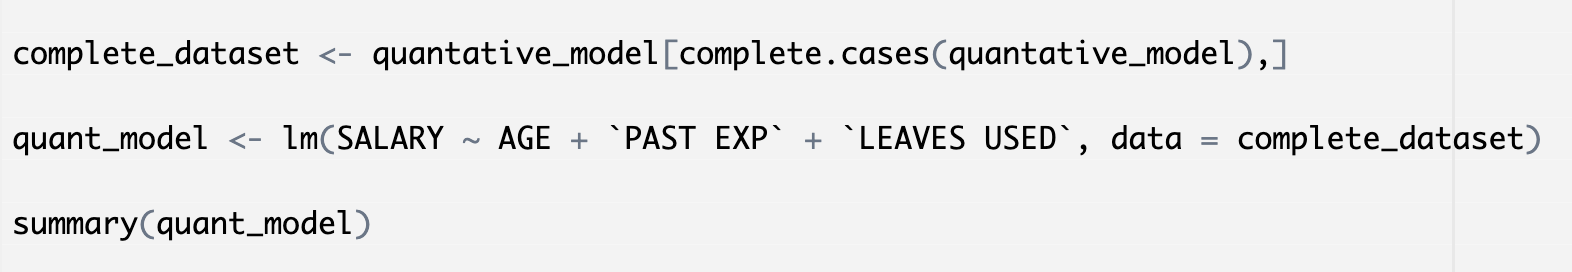 complete_dataset <- quantative_model[complete.cases(quantative_model),]
quant_model <- lm(SALARY ~ AGE + `PAST EXP` + `LEAVES USED`, data = complete_dataset)
summary(quant_model)